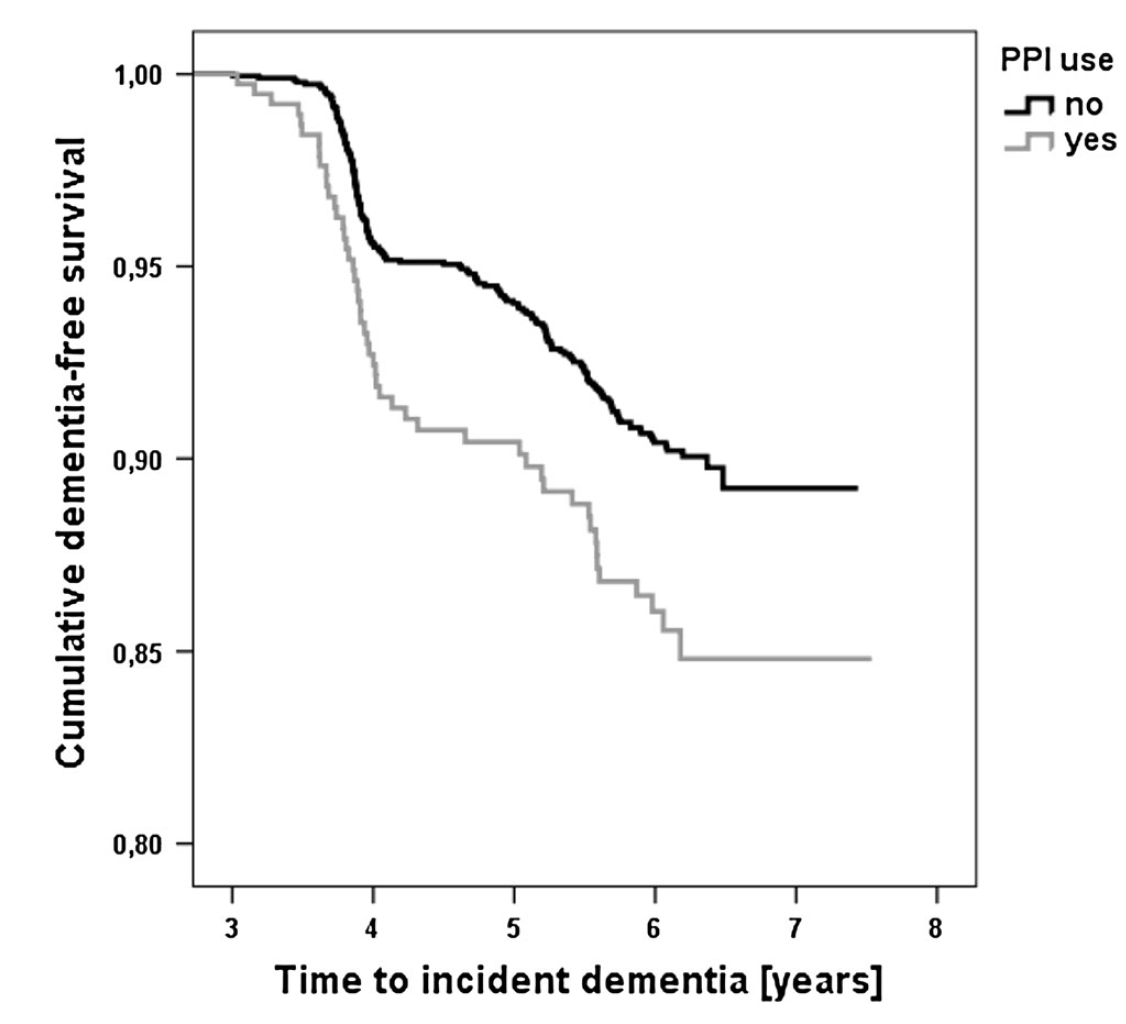 PPI use
no
yes
Cumulative dementia-free survival
1,00
0,95
0,90
0,85
0,80
3 4 5 6 7 8
Time to incident dementia [years]